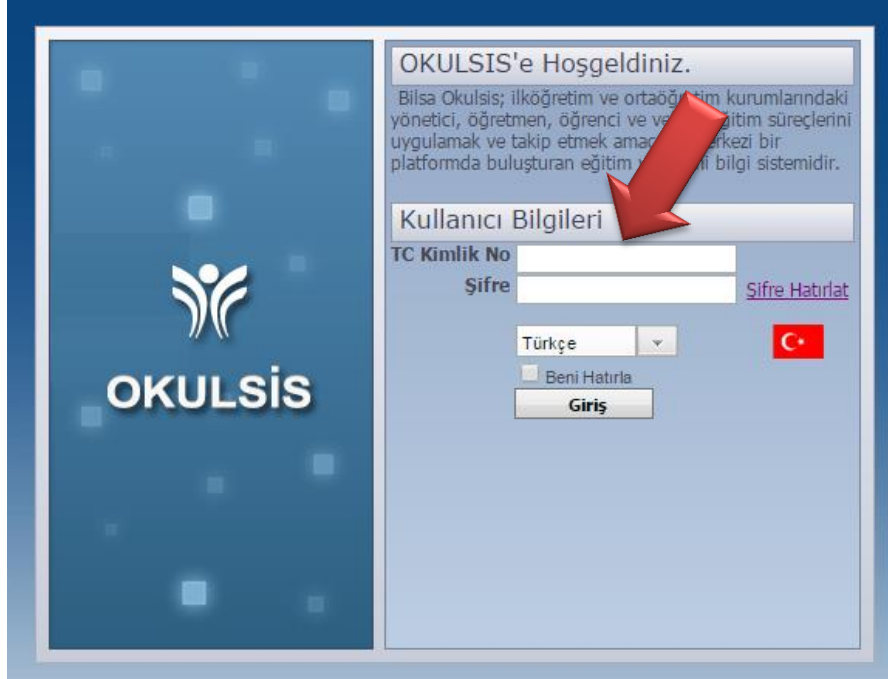 OKULSIS'e Hoşgeldiniz.
Bilsa Okulsis; ilköğretim ve ortaöğretim kurumlarındaki
yönetici, öğretmen, öğrenci ve süreçlerini
uygulamak ve takip etmek bir
platformda buluşturan eğitim bilgi sistemidir.
Kullanıcı Bilgileri
TC Kimlik No
Şifre
Şifre Hatırlat
Türkçe
Beni Hatırla
Giriş
OKULSİS